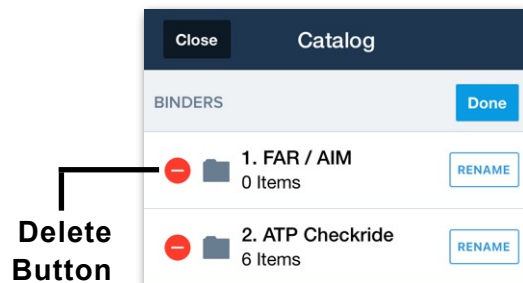 Close
Catalog
BINDERS
Done
1. FAR / AIM
0 Items
RENAME
2. ATP Checkride
6 Items
RENAME
Delete
Button